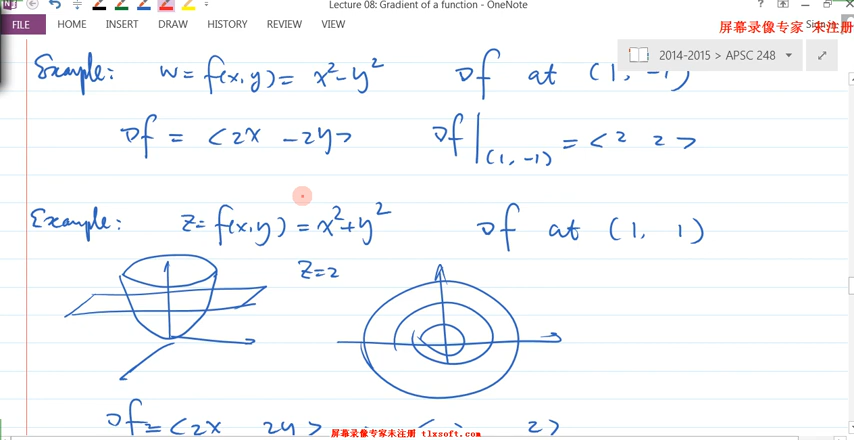 Lecture 08: Gradient of a function - OneNote
屏幕录像专家 未注册
FILE HOME INSERT DRAW HISTORY REVIEW VIEW
2014-2015 > APSC 248
Example: w = f(x,y) = x²-y² ∇f at (1, -1)
∇f = <2x -2y> ∇f|(1, -1) = <2 2>
Example: z = f(x,y) = x²+y² ∇f at (1, 1)
z=2
∇f = <2x 2y> 2>
屏幕录像专家未注册 tlxsoft.com